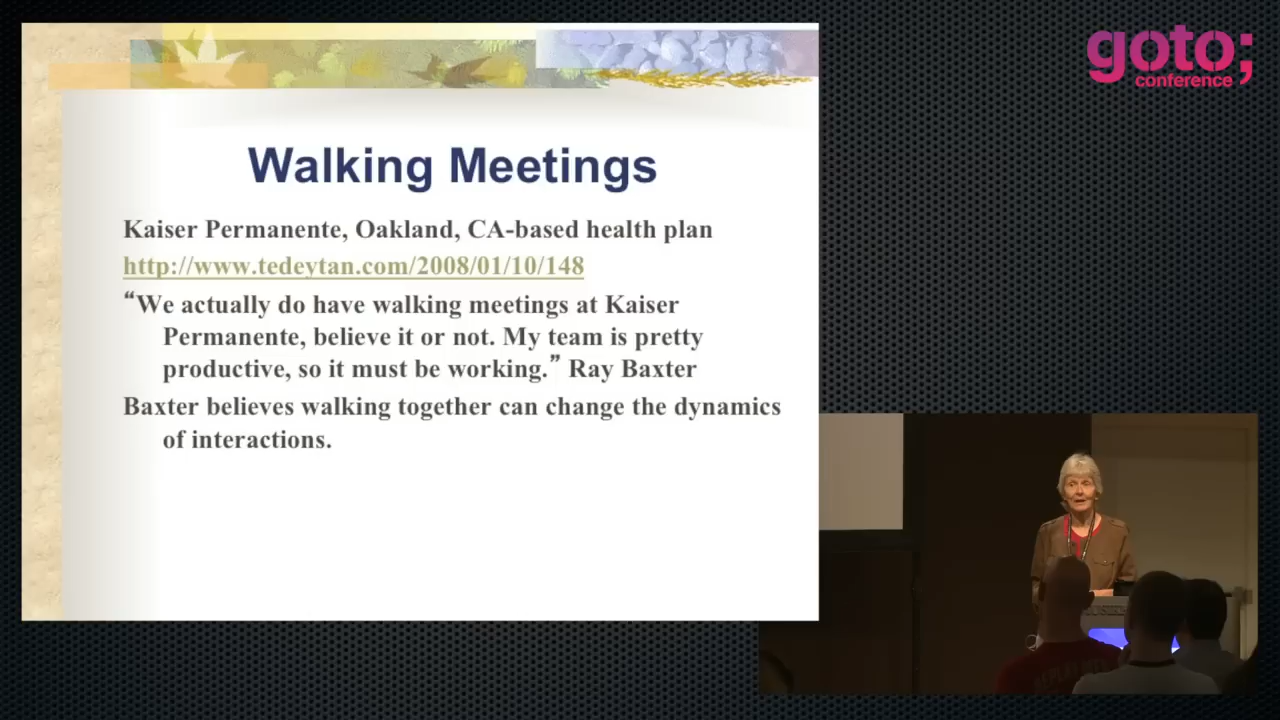 goto;
conference
Walking Meetings
Kaiser Permanente, Oakland, CA-based health plan
http://www.tedeytan.com/2008/01/10/148
“We actually do have walking meetings at Kaiser
Permanente, believe it or not. My team is pretty
productive, so it must be working.” Ray Baxter
Baxter believes walking together can change the dynamics
of interactions.